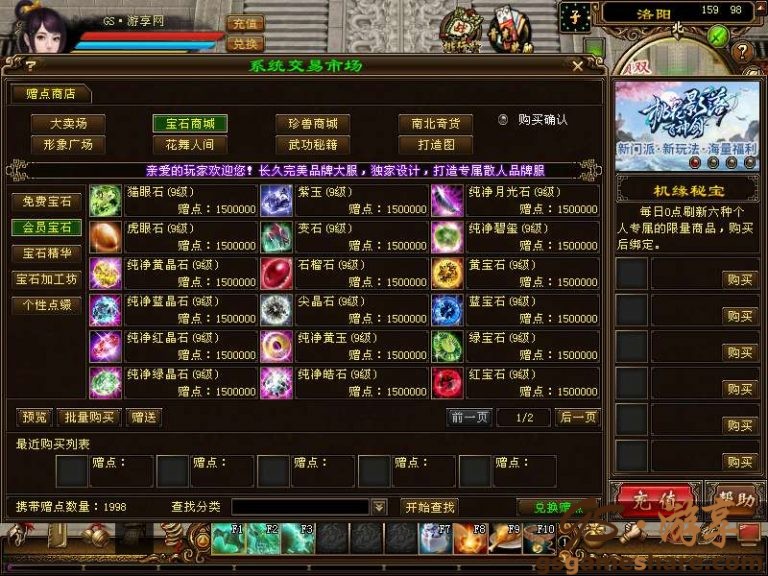 GS·游享网
充值
兑换
洛阳
159 98
北
?
系统交易市场
赠点商店
大卖场 宝石商城 珍兽商城 南北奇货 购买确认
形象广场 花舞人间 武功秘籍 打造图
亲爱的玩家欢迎您!长久完美品牌大服,独家设计,打造专属散人品牌服
免费宝石
会员宝石
宝石精华
宝石加工坊
个性点缀
猫眼石(9级) 紫玉(9级) 纯净月光石(9级)
赠点:1500000 赠点:1500000 赠点:1500000
虎眼石(9级) 变石(9级) 纯净碧玺(9级)
赠点:1500000 赠点:1500000 赠点:1500000
纯净黄晶石(9级) 石榴石(9级) 黄宝石(9级)
赠点:1500000 赠点:1500000 赠点:1500000
纯净蓝晶石(9级) 尖晶石(9级) 蓝宝石(9级)
赠点:1500000 赠点:1500000 赠点:1500000
纯净红晶石(9级) 纯净黄玉(9级) 绿宝石(9级)
赠点:1500000 赠点:1500000 赠点:1500000
纯净绿晶石(9级) 纯净皓石(9级) 红宝石(9级)
赠点:1500000 赠点:1500000 赠点:1500000
预览 批量购买 赠送 前一页 1/2 后一页
最近购买列表
赠点: 赠点: 赠点: 赠点: 赠点:
携带赠点数量:1998 查找分类 开始查找 兑换赠点
新门派·新玩法·海量福利
机缘秘宝
每日0点刷新六种个
人专属的限量商品,购买
后绑定。
购买
购买
购买
购买
购买
购买
充值 帮助
F1 F2 F3 F7 F8 F9 F10
游享
gsgameshare.com